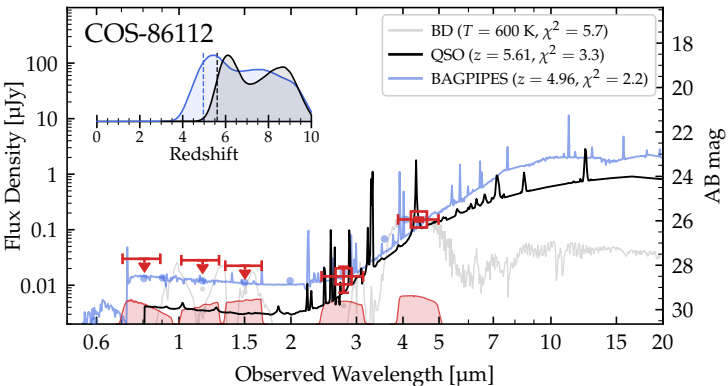 COS-86112
BD (T = 600 K, χ² = 5.7)
QSO (z = 5.61, χ² = 3.3)
BAGPIPES (z = 4.96, χ² = 2.2)
100
10
1
0.1
0.01
Flux Density [μJy]
0 2 4 6 8 10
Redshift
18
20
22
24
26
28
30
AB mag
0.6 1 1.5 2 3 4 5 7 10 15 20
Observed Wavelength [μm]